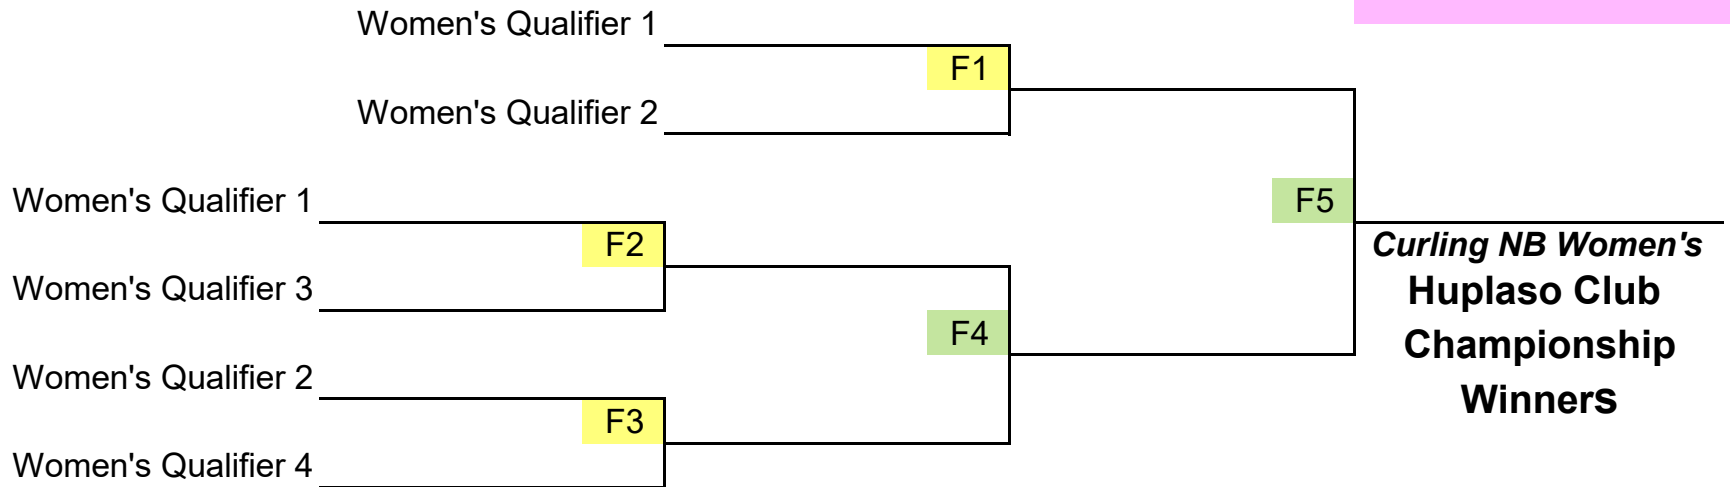 Women's Qualifier 1
F1
Women's Qualifier 2
Women's Qualifier 1
F5
F2
Curling NB Women's
Women's Qualifier 3
Huplaso Club
F4
Championship
Women's Qualifier 2
Winners
F3
Women's Qualifier 4